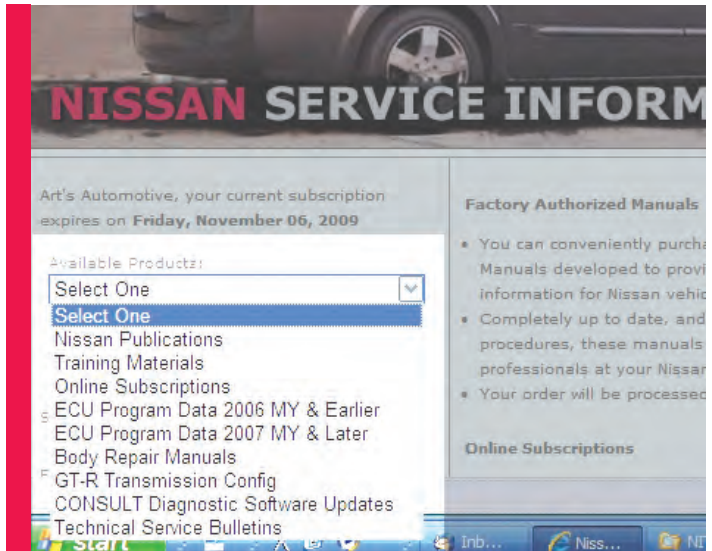 NISSAN SERVICE INFORM
Art's Automotive, your current subscription
expires on Friday, November 06, 2009
Available Products:
Select One
Select One
Nissan Publications
Training Materials
Online Subscriptions
ECU Program Data 2006 MY & Earlier
ECU Program Data 2007 MY & Later
Body Repair Manuals
GT-R Transmission Config
CONSULT Diagnostic Software Updates
Technical Service Bulletins
Factory Authorized Manuals
• You can conveniently purcha
Manuals developed to provi
information for Nissan vehic
• Completely up to date, and
procedures, these manuals
professionals at your Nissan
• Your order will be processed
Online Subscriptions
start
Inb...
Niss...
NI